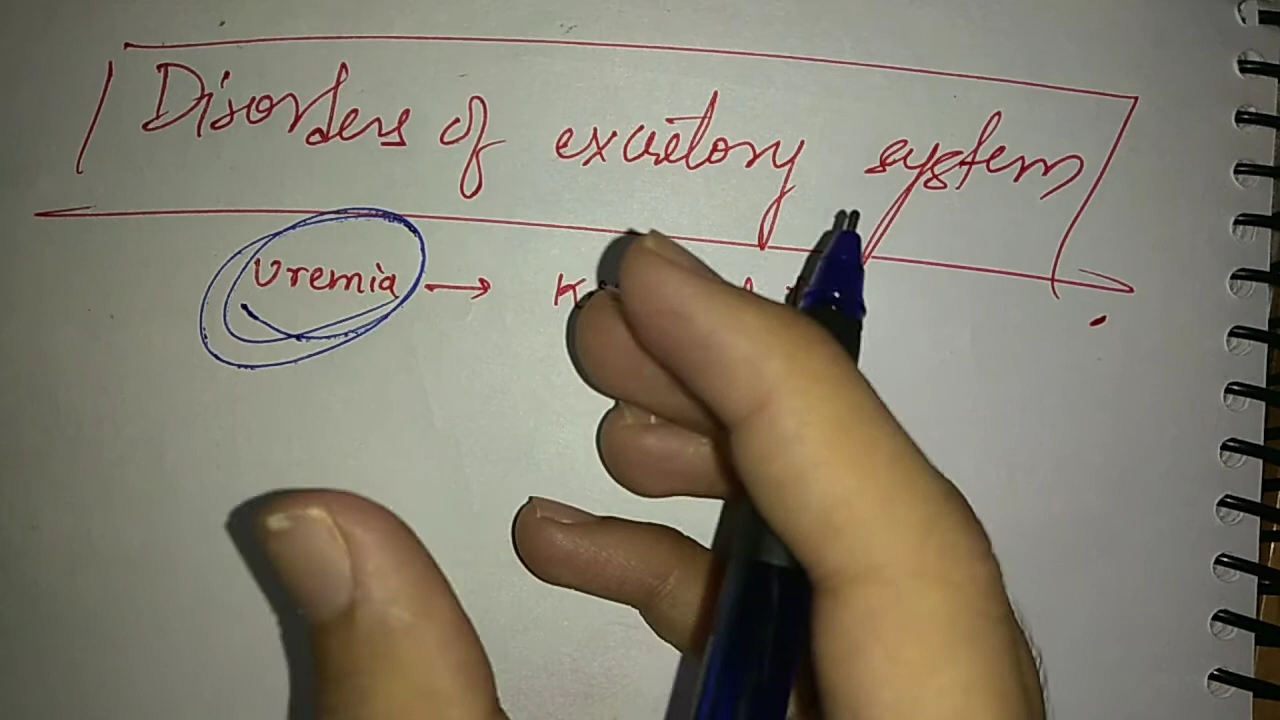 Disorders of excretory system
Uremia →